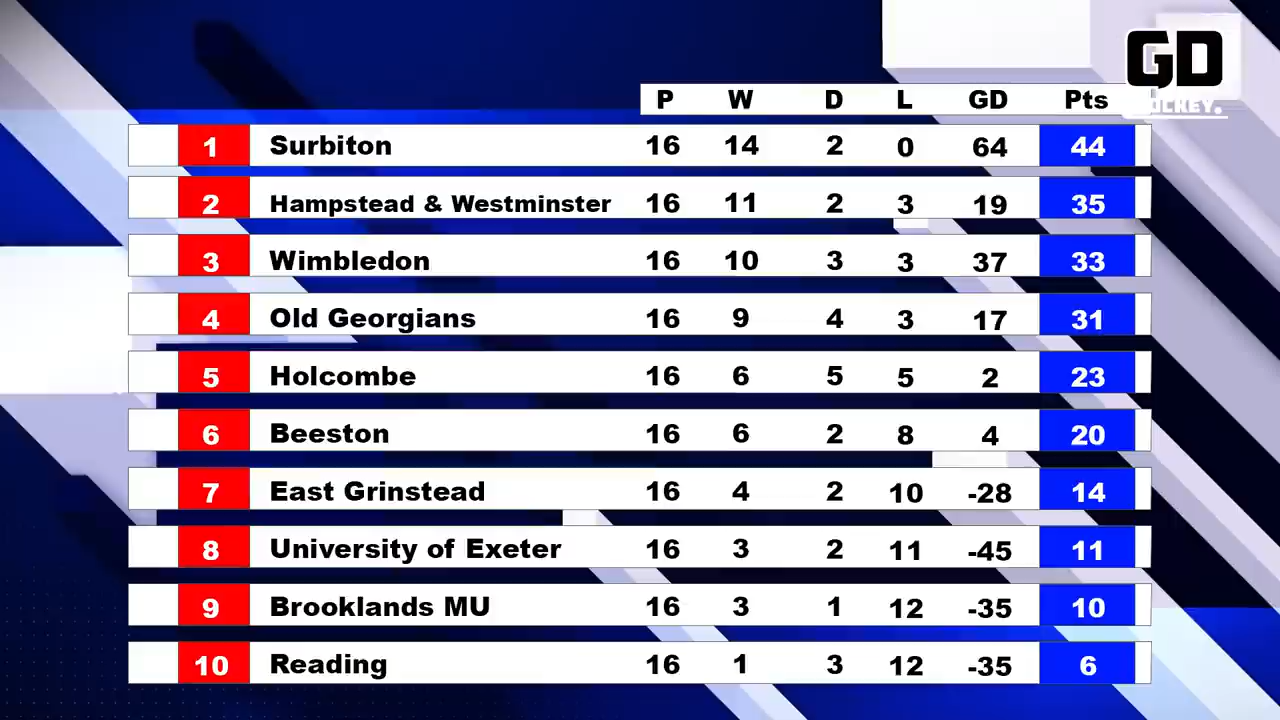 GD
HOCKEY.
P W D L GD Pts
1 Surbiton 16 14 2 0 64 44
2 Hampstead & Westminster 16 11 2 3 19 35
3 Wimbledon 16 10 3 3 37 33
4 Old Georgians 16 9 4 3 17 31
5 Holcombe 16 6 5 5 2 23
6 Beeston 16 6 2 8 4 20
7 East Grinstead 16 4 2 10 -28 14
8 University of Exeter 16 3 2 11 -45 11
9 Brooklands MU 16 3 1 12 -35 10
10 Reading 16 1 3 12 -35 6